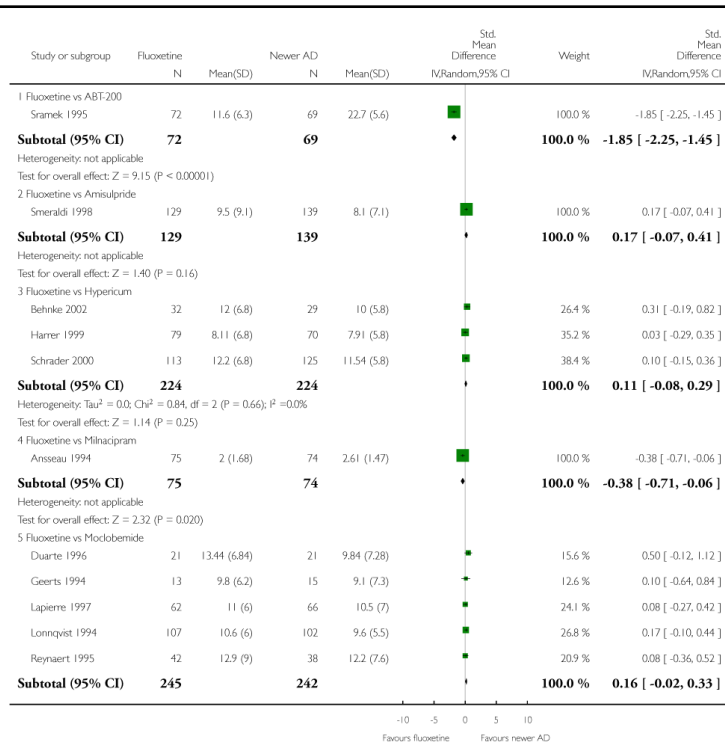 Std. Mean Difference
Std. Mean Difference
Study or subgroup Fluoxetine Newer AD Weight
N Mean(SD) N Mean(SD) IV,Random,95% CI IV,Random,95% CI
1 Fluoxetine vs ABT-200
Sramek 1995 72 11.6 (6.3) 69 22.7 (5.6) 100.0 % -1.85 [ -2.25, -1.45 ]
Subtotal (95% CI) 72 69 100.0 % -1.85 [ -2.25, -1.45 ]
Heterogeneity: not applicable
Test for overall effect: Z = 9.15 (P < 0.00001)
2 Fluoxetine vs Amisulpride
Smeraldi 1998 129 9.5 (9.1) 139 8.1 (7.1) 100.0 % 0.17 [ -0.07, 0.41 ]
Subtotal (95% CI) 129 139 100.0 % 0.17 [ -0.07, 0.41 ]
Heterogeneity: not applicable
Test for overall effect: Z = 1.40 (P = 0.16)
3 Fluoxetine vs Hypericum
Behnke 2002 32 12 (6.8) 29 10 (5.8) 26.4 % 0.31 [ -0.19, 0.82 ]
Harrer 1999 79 8.11 (6.8) 70 7.91 (5.8) 35.2 % 0.03 [ -0.29, 0.35 ]
Schrader 2000 113 12.2 (6.8) 125 11.54 (5.8) 38.4 % 0.10 [ -0.15, 0.36 ]
Subtotal (95% CI) 224 224 100.0 % 0.11 [ -0.08, 0.29 ]
Heterogeneity: Tau² = 0.0; Chi² = 0.84, df = 2 (P = 0.66); I² =0.0%
Test for overall effect: Z = 1.14 (P = 0.25)
4 Fluoxetine vs Milnacipram
Ansseau 1994 75 2 (1.68) 74 2.61 (1.47) 100.0 % -0.38 [ -0.71, -0.06 ]
Subtotal (95% CI) 75 74 100.0 % -0.38 [ -0.71, -0.06 ]
Heterogeneity: not applicable
Test for overall effect: Z = 2.32 (P = 0.020)
5 Fluoxetine vs Moclobemide
Duarte 1996 21 13.44 (6.84) 21 9.84 (7.28) 15.6 % 0.50 [ -0.12, 1.12 ]
Geerts 1994 13 9.8 (6.2) 15 9.1 (7.3) 12.6 % 0.10 [ -0.64, 0.84 ]
Lapierre 1997 62 11 (6) 66 10.5 (7) 24.1 % 0.08 [ -0.27, 0.42 ]
Lonnqvist 1994 107 10.6 (6) 102 9.6 (5.5) 26.8 % 0.17 [ -0.10, 0.44 ]
Reynaert 1995 42 12.9 (9) 38 12.2 (7.6) 20.9 % 0.08 [ -0.36, 0.52 ]
Subtotal (95% CI) 245 242 100.0 % 0.16 [ -0.02, 0.33 ]
-10 -5 0 5 10
Favours fluoxetine Favours newer AD